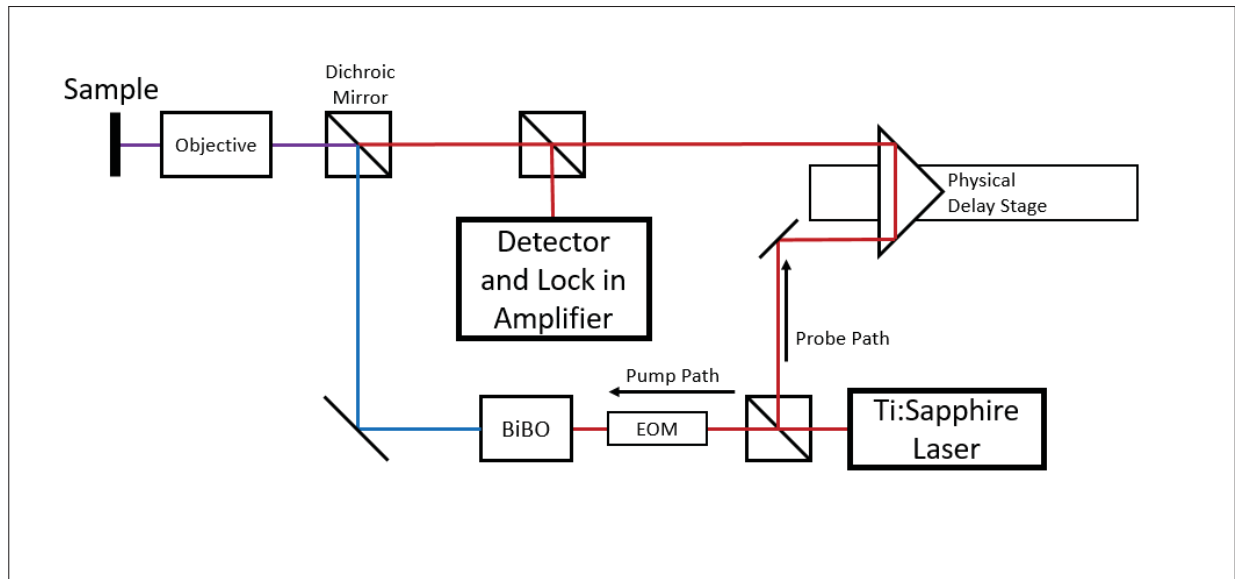 Dichroic
Mirror
Sample
Objective
Physical
Delay Stage
Detector
and Lock in
Amplifier
Probe Path
Pump Path
BiBO
EOM
Ti:Sapphire
Laser